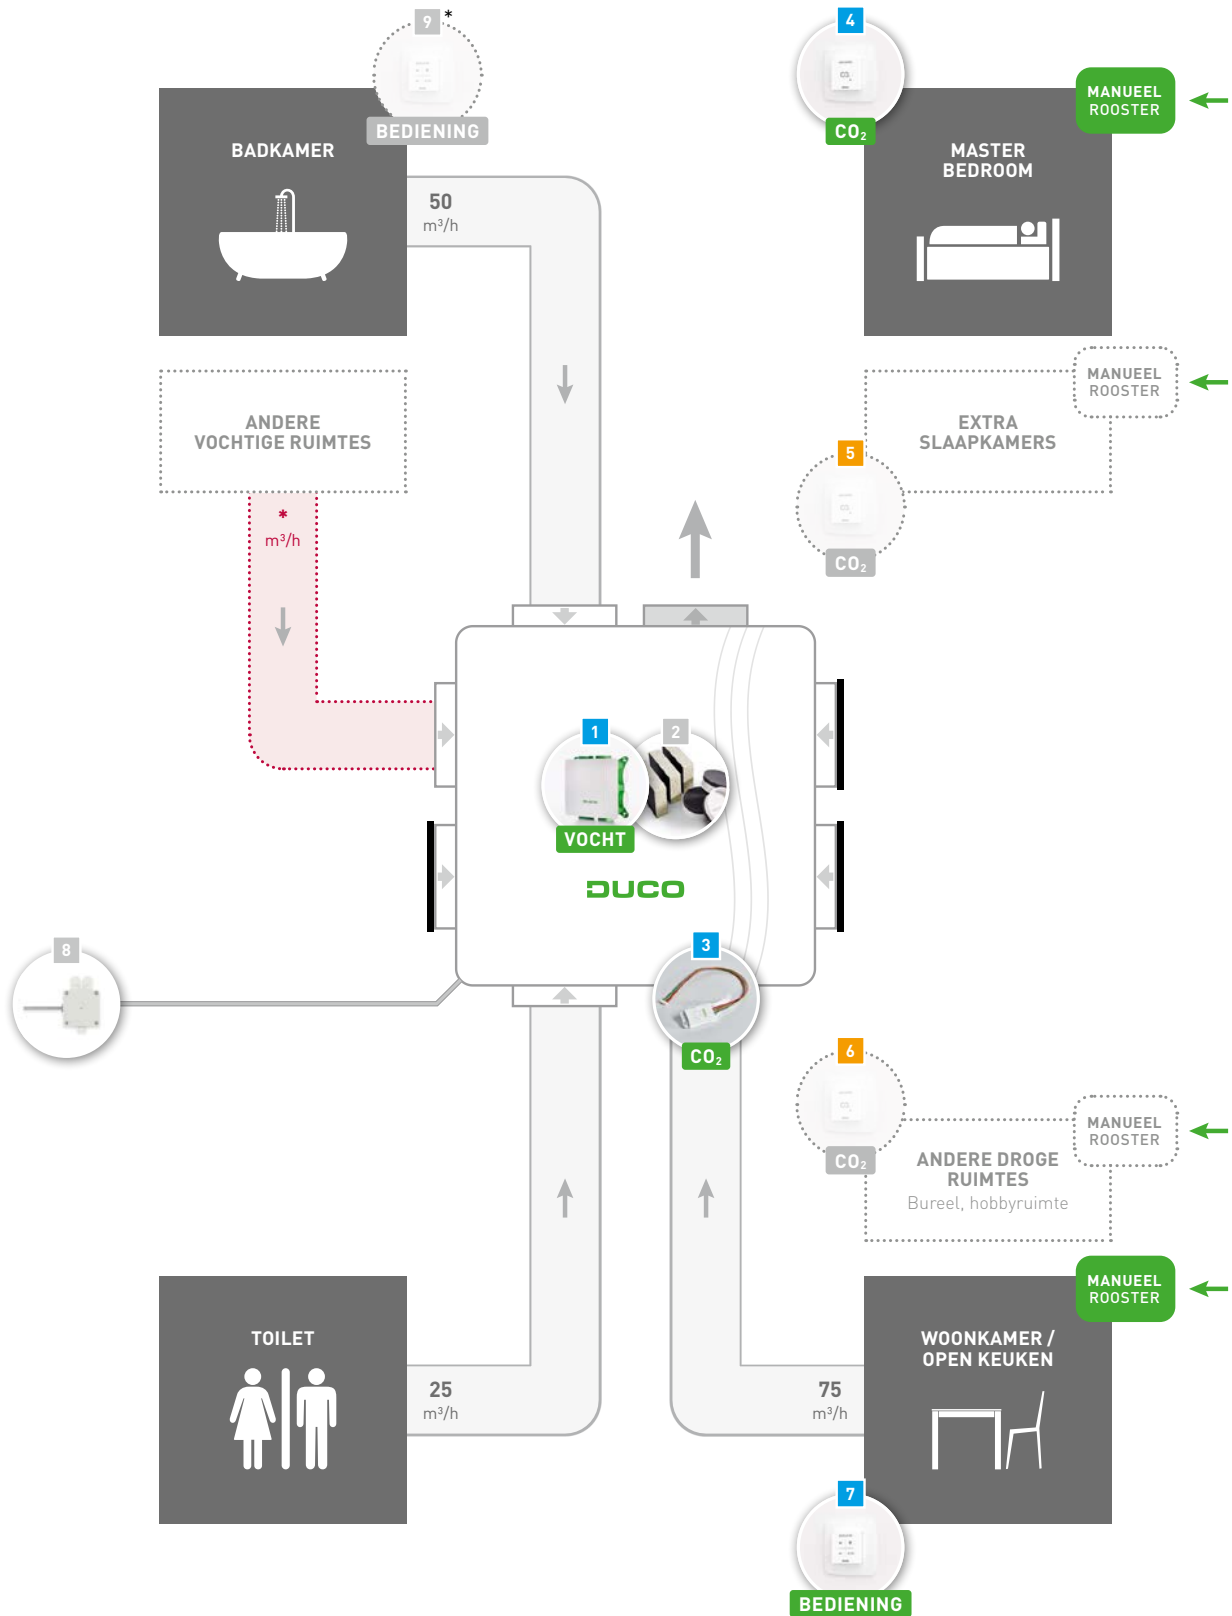 9 *
BEDIENING
BADKAMER
50
m³/h
4
CO₂
MANUEEL
ROOSTER
MASTER
BEDROOM
ANDERE
VOCHTIGE RUIMTES
*
m³/h
MANUEEL
ROOSTER
EXTRA
SLAAPKAMERS
5
CO₂
1
2
VOCHT
DUCO
3
CO₂
8
6
CO₂
MANUEEL
ROOSTER
ANDERE DROGE
RUIMTES
Bureel, hobbyruimte
TOILET
25
m³/h
75
m³/h
MANUEEL
ROOSTER
WOONKAMER /
OPEN KEUKEN
7
BEDIENING